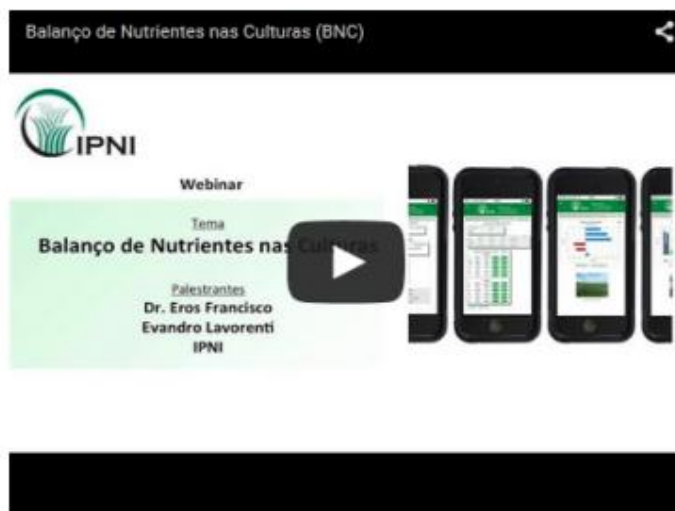 Balanço de Nutrientes nas Culturas (BNC)
IPNI
Webinar
Tema
Balanço de Nutrientes nas Culturas
Palestrantes
Dr. Eros Francisco
Evandro Lavorenti
IPNI